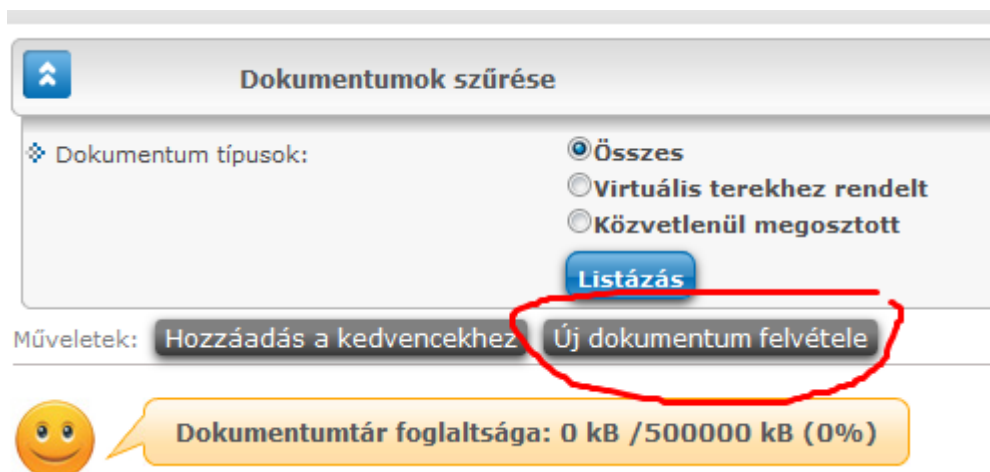 Dokumentumok szűrése
Dokumentum típusok:
Összes
Virtuális terekhez rendelt
Közvetlenül megosztott
Listázás
Műveletek: Hozzáadás a kedvencekhez Új dokumentum felvétele
Dokumentumtár foglaltsága: 0 kB /500000 kB (0%)